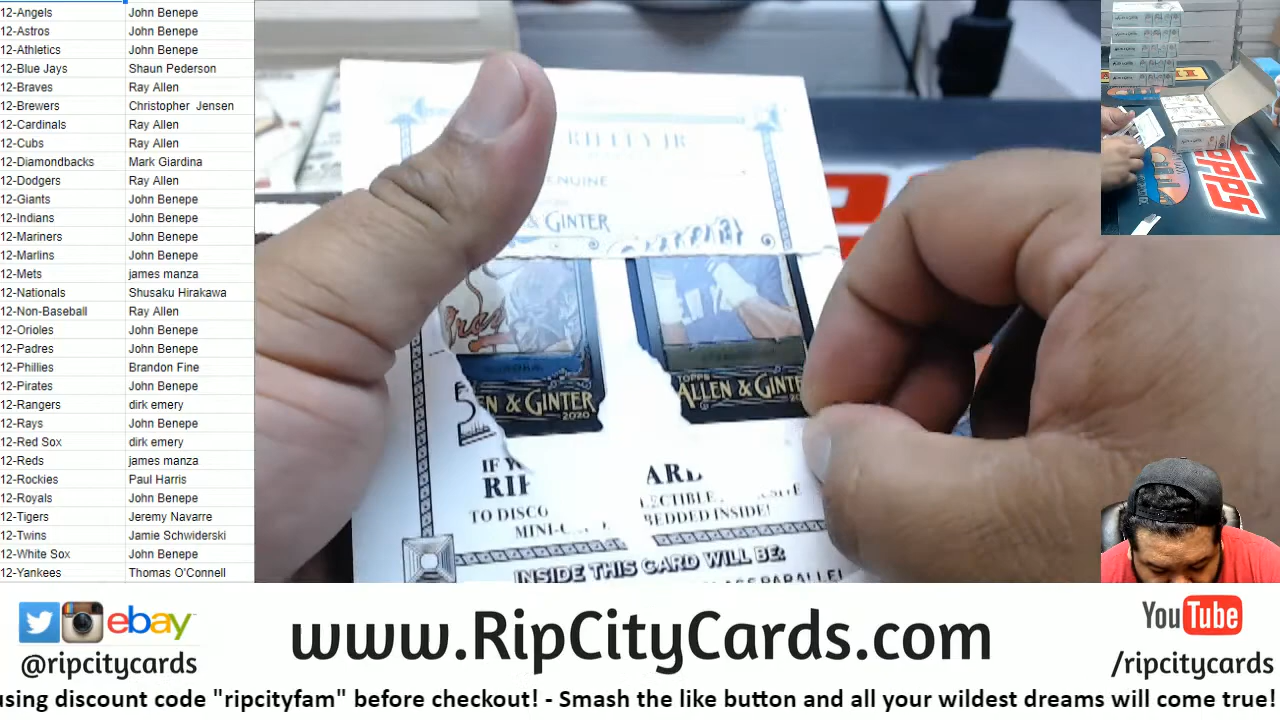 12-Angels John Benepe
12-Astros John Benepe
12-Athletics John Benepe
12-Blue Jays Shaun Pederson
12-Braves Ray Allen
12-Brewers Christopher Jensen
12-Cardinals Ray Allen
12-Cubs Ray Allen
12-Diamondbacks Mark Giardina
12-Dodgers Ray Allen
12-Giants John Benepe
12-Indians John Benepe
12-Mariners John Benepe
12-Marlins John Benepe
12-Mets james manza
12-Nationals Shusaku Hirakawa
12-Non-Baseball Ray Allen
12-Orioles John Benepe
12-Padres John Benepe
12-Phillies Brandon Fine
12-Pirates John Benepe
12-Rangers dirk emery
12-Rays John Benepe
12-Red Sox dirk emery
12-Reds james manza
12-Rockies Paul Harris
12-Royals John Benepe
12-Tigers Jeremy Navarre
12-Twins Jamie Schwiderski
12-White Sox John Benepe
12-Yankees Thomas O'Connell
JR
GINTER
EN & GINTER
2020
TOPPS
ALLEN & GINTE
IF
TO DISCO
INSIDE THIS CARD WILL BE:
ebay
@ripcitycards
www.RipCityCards.com
YouTube
/ripcitycards
using discount code "ripcityfam" before checkout! - Smash the like button and all your wildest dreams will come true!